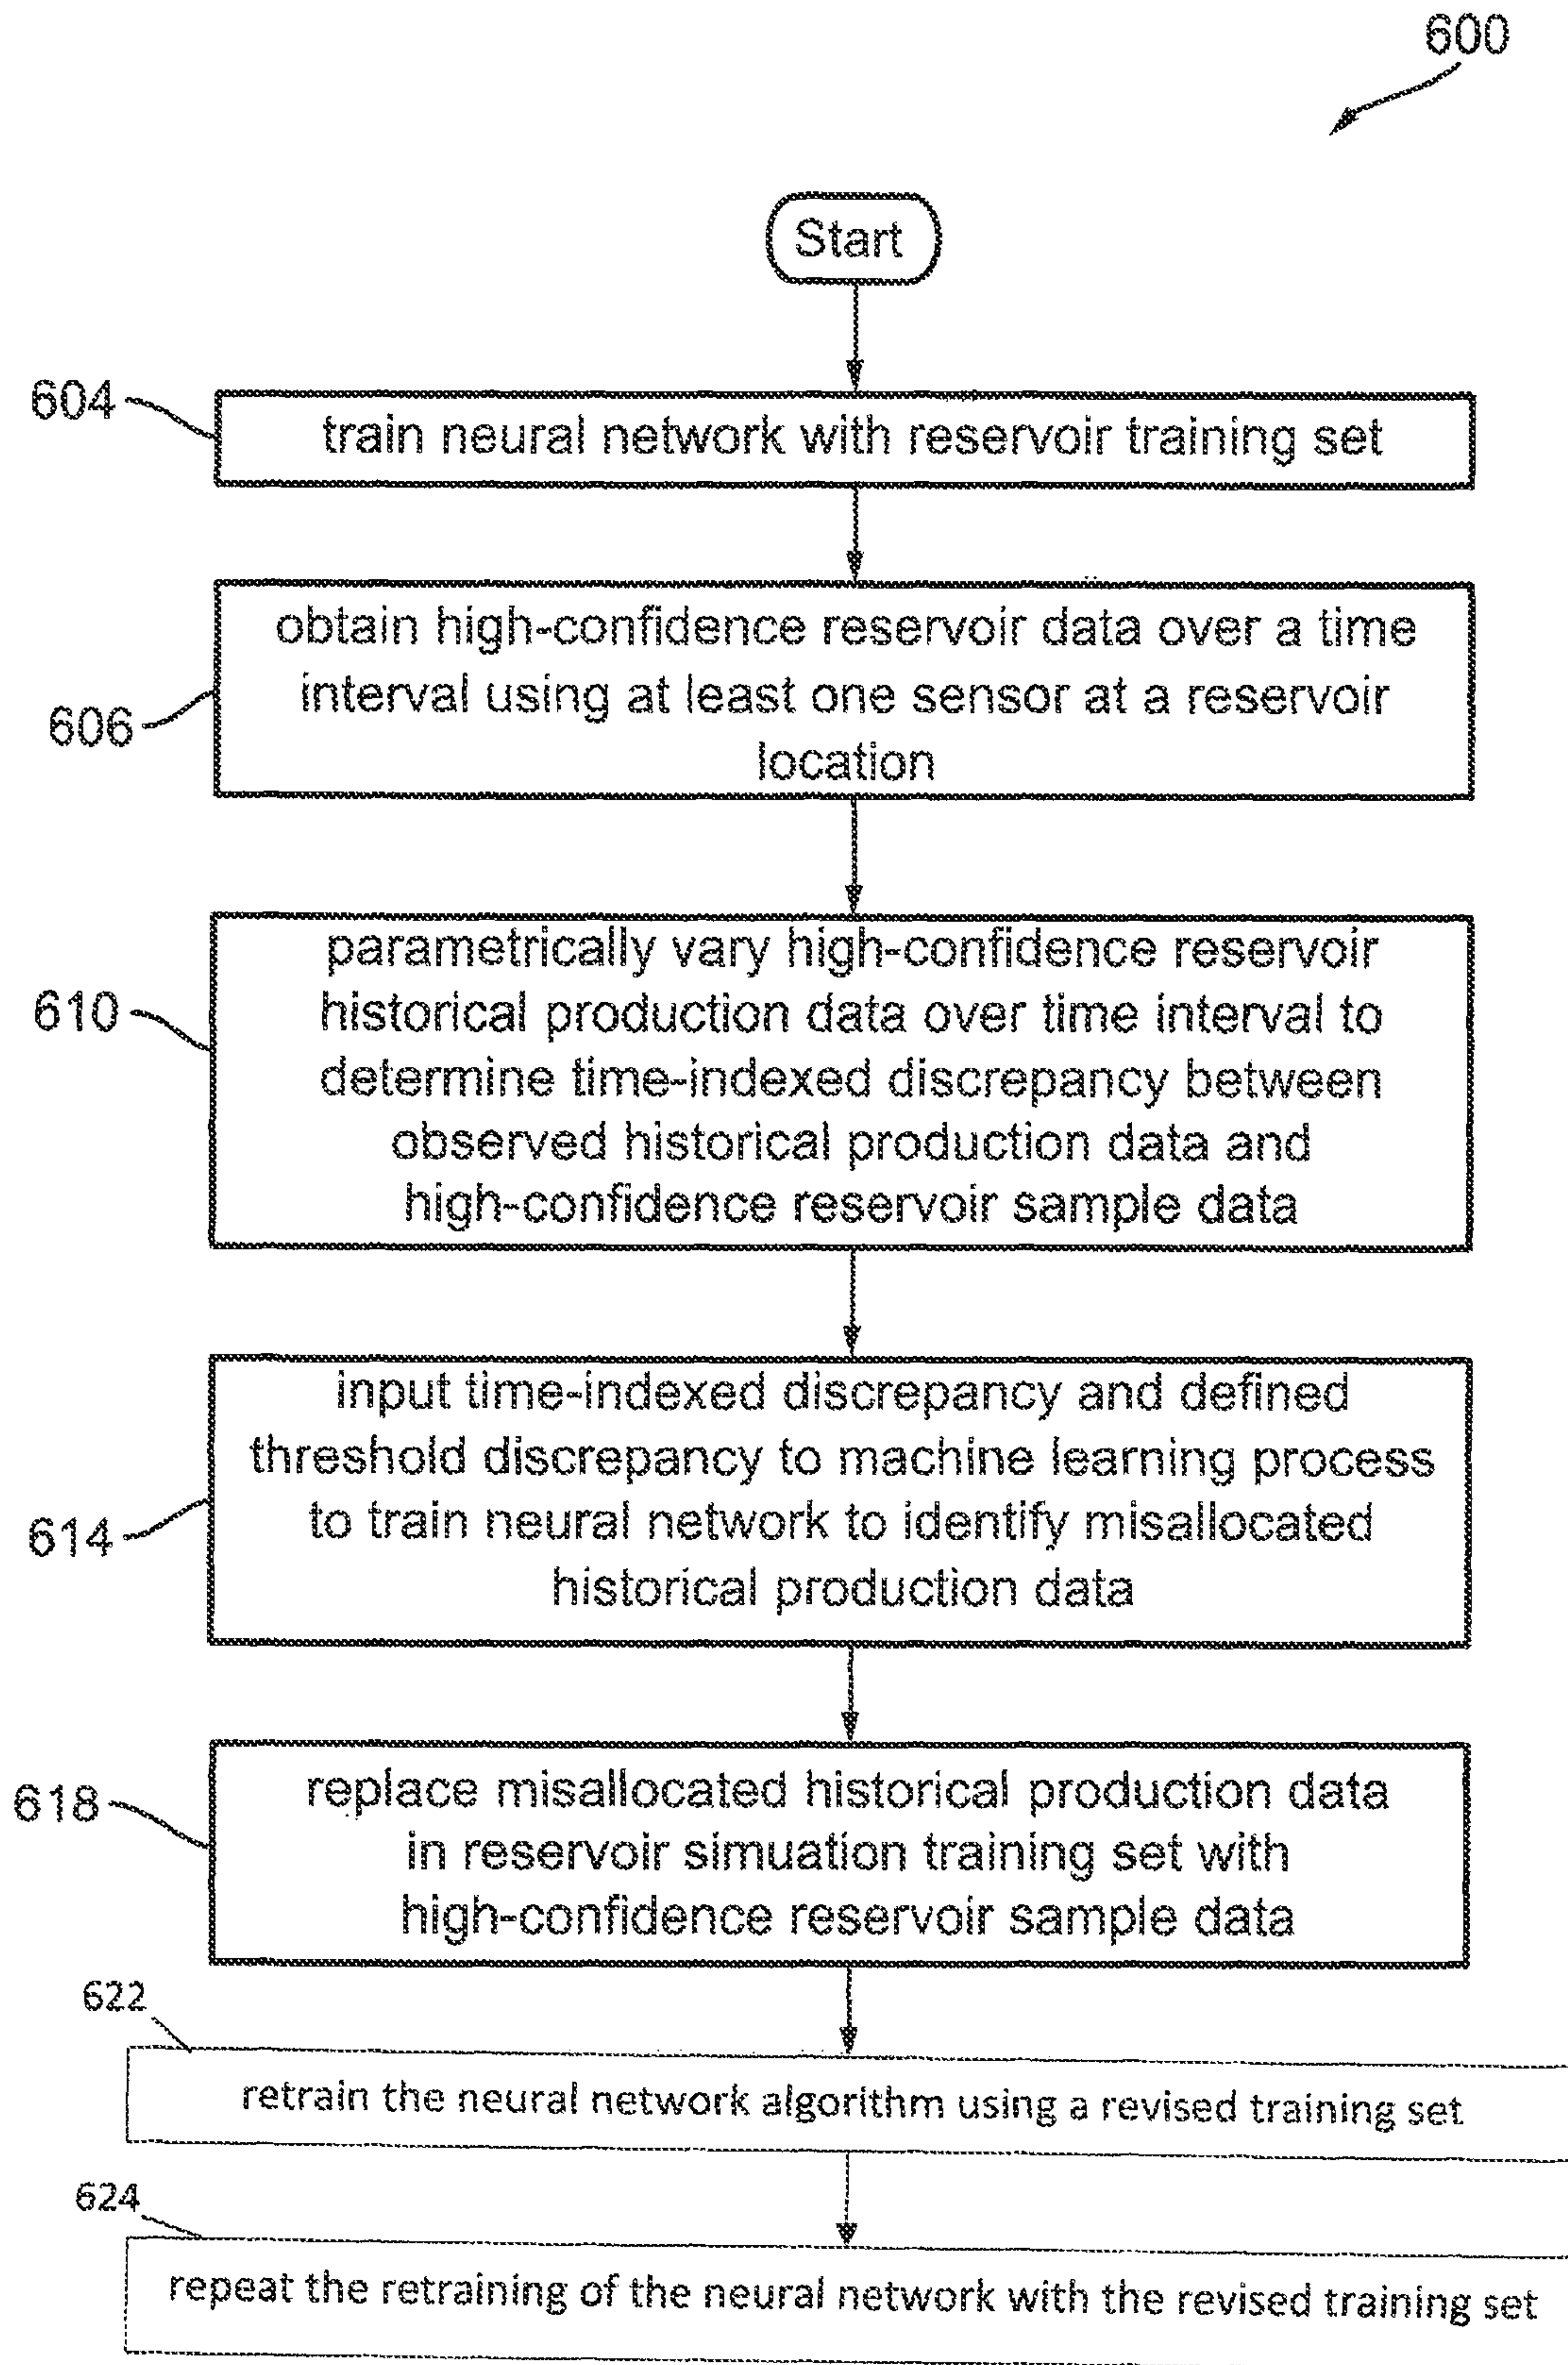 600
Start
604
train neural network with reservoir training set
obtain high-confidence reservoir data over a time
interval using at least one sensor at a reservoir
location
606
parametrically vary high-confidence reservoir
historical production data over time interval to
determine time-indexed discrepancy between
observed historical production data and
high-confidence reservoir sample data
610
input time-indexed discrepancy and defined
threshold discrepancy to machine learning process
to train neural network to identify misallocated
historical production data
614
replace misallocated historical production data
in reservoir simuation training set with
high-confidence reservoir sample data
618
622
retrain the neural network algorithm using a revised training set
624
repeat the retraining of the neural network with the revised training set